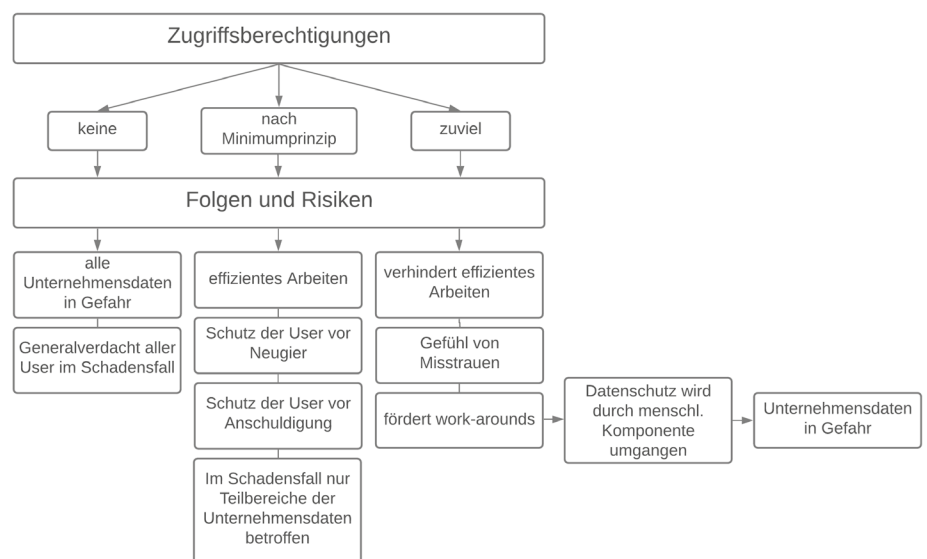 Zugriffsberechtigungen
keine
nach
Minimumprinzip
zuviel
Folgen und Risiken
alle
Unternehmensdaten
in Gefahr
Generalverdacht aller
User im Schadensfall
effizientes Arbeiten
Schutz der User vor
Neugier
Schutz der User vor
Anschuldigung
Im Schadensfall nur
Teilbereiche der
Unternehmensdaten
betroffen
verhindert effizientes
Arbeiten
Gefühl von
Misstrauen
fördert work-arounds
Datenschutz wird
durch menschl.
Komponente
umgangen
Unternehmensdaten
in Gefahr